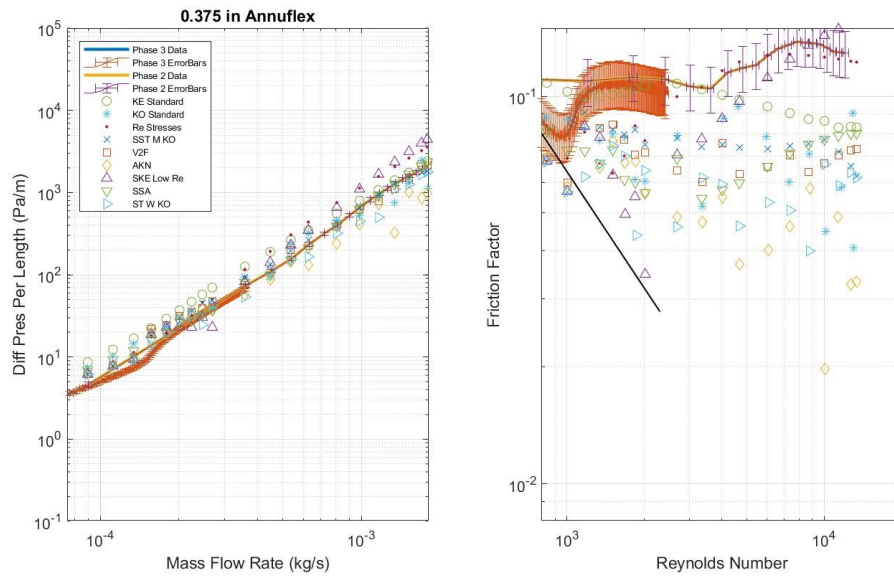 0.375 in Annuflex
Phase 3 Data
Phase 3 ErrorBars
Phase 2 Data
Phase 2 ErrorBars
KE Standard
KO Standard
Re Stresses
SST M KO
V2F
AKN
SKE Low Re
SSA
ST W KO
Diff Pres Per Length (Pa/m)
10^5
10^4
10^3
10^2
10^1
10^0
10^-1
10^-4
10^-3
Mass Flow Rate (kg/s)
Friction Factor
10^-1
10^-2
10^3
10^4
Reynolds Number